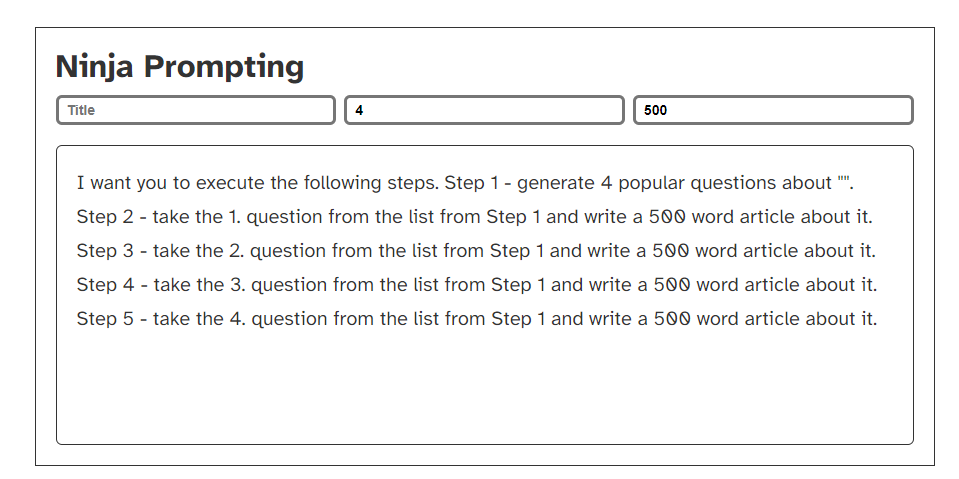 Ninja Prompting
Title 4 500
I want you to execute the following steps. Step 1 - generate 4 popular questions about "".
Step 2 - take the 1. question from the list from Step 1 and write a 500 word article about it.
Step 3 - take the 2. question from the list from Step 1 and write a 500 word article about it.
Step 4 - take the 3. question from the list from Step 1 and write a 500 word article about it.
Step 5 - take the 4. question from the list from Step 1 and write a 500 word article about it.